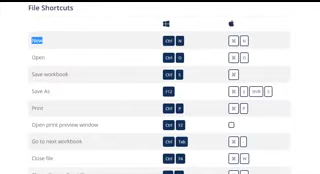 File Shortcuts
New Ctrl N ⌘ N
Open Ctrl O ⌘ O
Save workbook Ctrl S ⌘
Save As F12 ⌘ Shift S
Print Ctrl P ⌘ P
Open print preview window Ctrl F2
Go to next workbook Ctrl Tab ⌘
Close file Ctrl F4 ⌘ W